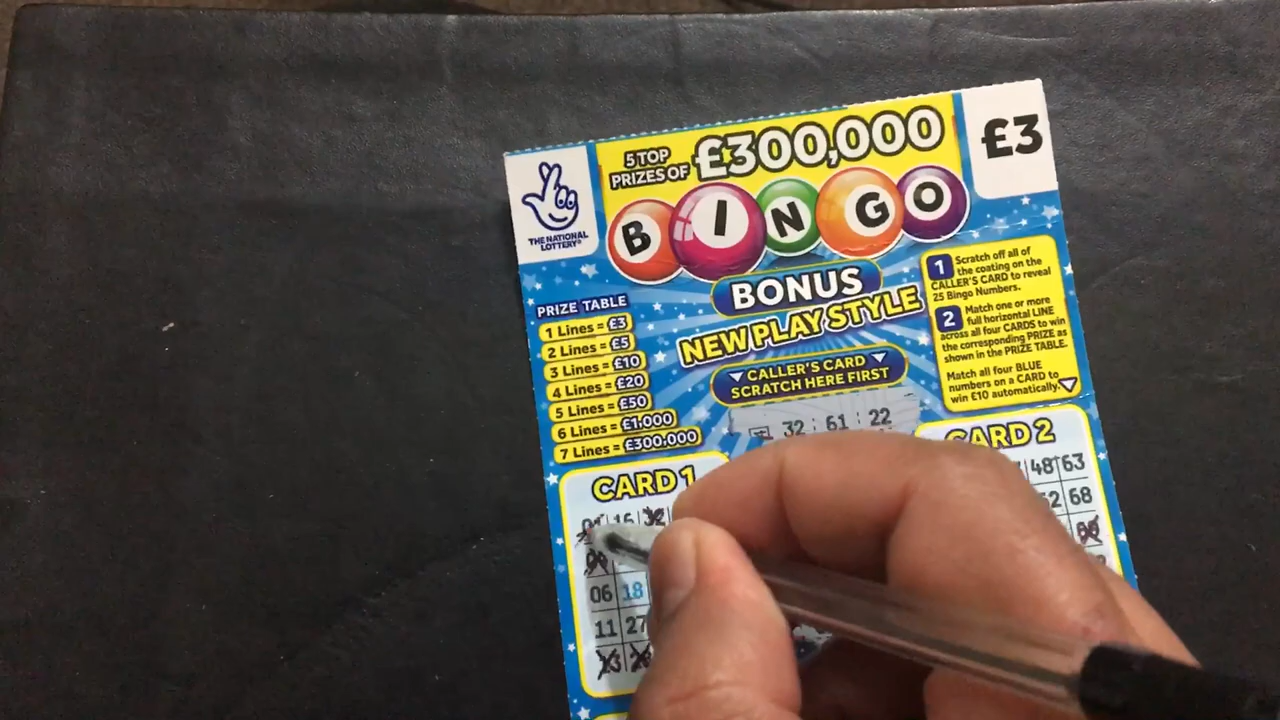 5 TOP
PRIZES OF £300,000
£3
THE NATIONAL
LOTTERY®
BINGO
BONUS
NEW PLAY STYLE
PRIZE TABLE
1 Lines = £3
2 Lines = £5
3 Lines = £10
4 Lines = £20
5 Lines = £50
6 Lines = £1,000
7 Lines = £300,000
1 Scratch off all of
the coating on the
CALLER'S CARD to reveal
25 Bingo Numbers.
2 Match one or more
full horizontal LINE
across all four CARDS to win
the corresponding PRIZE as
shown in the PRIZE TABLE.
Match all four BLUE
numbers on a CARD to
win £10 automatically.
CALLER'S CARD
SCRATCH HERE FIRST
32 61 22
CARD 1
16 32
06 18
11 27
CARD 2
48 63
68